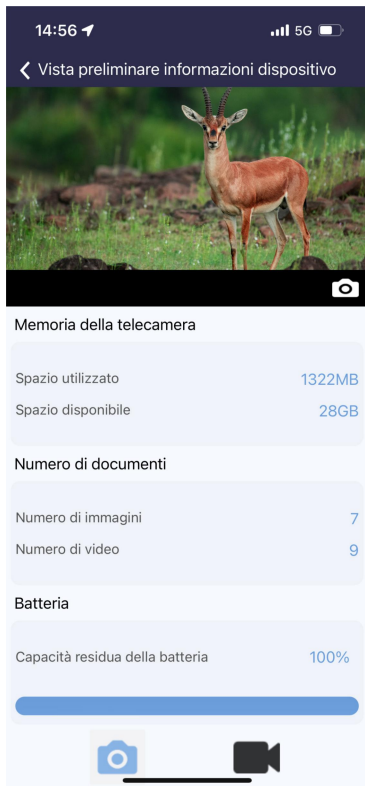 14:56
5G
Vista preliminare informazioni dispositivo
Memoria della telecamera
Spazio utilizzato 1322MB
Spazio disponibile 28GB
Numero di documenti
Numero di immagini 7
Numero di video 9
Batteria
Capacità residua della batteria 100%